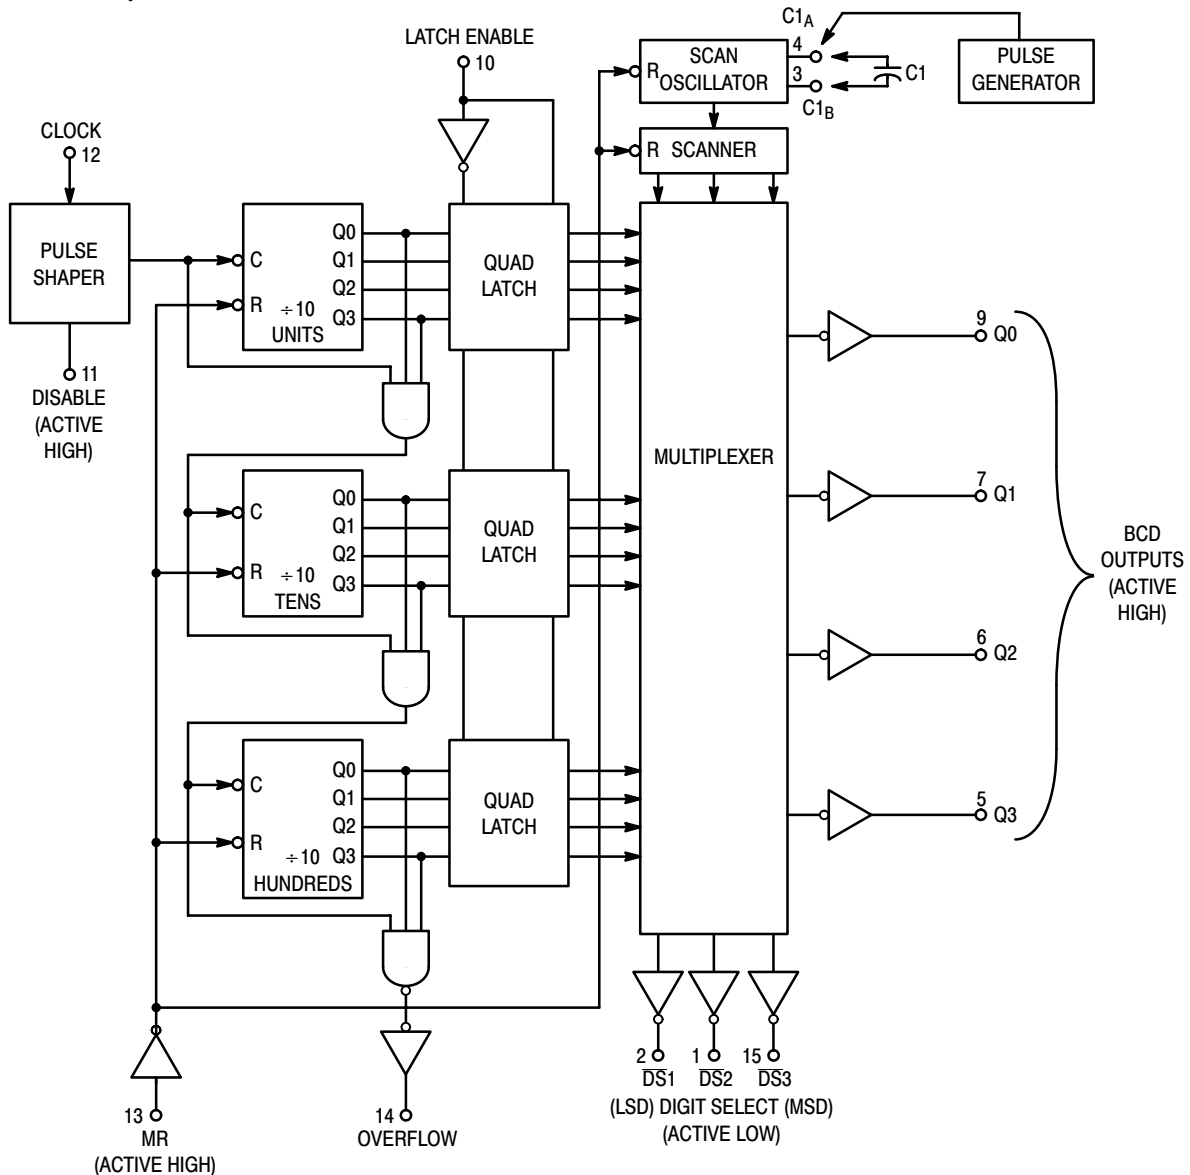 LATCH ENABLE
10
C1A
4
3
C1B
C1
R
SCAN
OSCILLATOR
PULSE
GENERATOR
R SCANNER
CLOCK
12
PULSE
SHAPER
11
DISABLE
(ACTIVE
HIGH)
C
R
Q0
Q1
Q2
Q3
÷10
UNITS
QUAD
LATCH
C
R
Q0
Q1
Q2
Q3
÷10
TENS
QUAD
LATCH
C
R
Q0
Q1
Q2
Q3
÷10
HUNDREDS
QUAD
LATCH
MULTIPLEXER
9
Q0
7
Q1
6
Q2
5
Q3
BCD
OUTPUTS
(ACTIVE
HIGH)
13
MR
(ACTIVE HIGH)
14
OVERFLOW
2 1 15
D̅S̅1 D̅S̅2 D̅S̅3
(LSD) DIGIT SELECT (MSD)
(ACTIVE LOW)